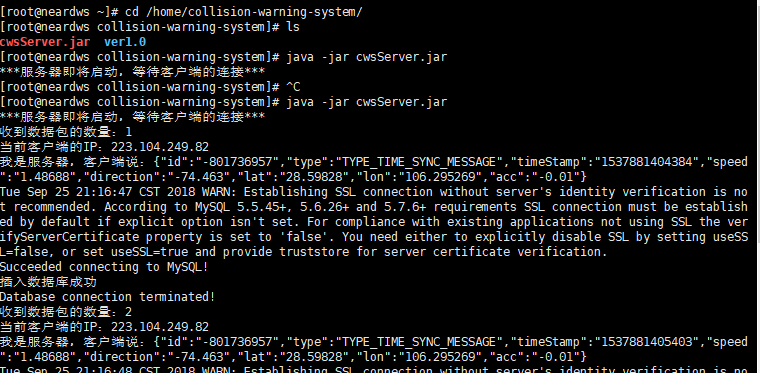 [root@neardws ~]# cd /home/collision-warning-system/
[root@neardws collision-warning-system]# ls
cwsServer.jar  ver1.0
[root@neardws collision-warning-system]# java -jar cwsServer.jar
***服务器即将启动，等待客户端的连接***
[root@neardws collision-warning-system]# ^C
[root@neardws collision-warning-system]# java -jar cwsServer.jar
***服务器即将启动，等待客户端的连接***
收到数据包的数量：1
当前客户端的IP：223.104.249.82
我是服务器，客户端说：{"id":"-801736957","type":"TYPE_TIME_SYNC_MESSAGE","timeStamp":"1537881404384","speed
":"1.48688","direction":"-74.463","lat":"28.59828","lon":"106.295269","acc":"-0.01"}
Tue Sep 25 21:16:47 CST 2018 WARN: Establishing SSL connection without server's identity verification is no
t recommended. According to MySQL 5.5.45+, 5.6.26+ and 5.7.6+ requirements SSL connection must be establish
ed by default if explicit option isn't set. For compliance with existing applications not using SSL the ver
ifyServerCertificate property is set to 'false'. You need either to explicitly disable SSL by setting useSS
L=false, or set useSSL=true and provide truststore for server certificate verification.
Succeeded connecting to MySQL!
插入数据库成功
Database connection terminated!
收到数据包的数量：2
当前客户端的IP：223.104.249.82
我是服务器，客户端说：{"id":"-801736957","type":"TYPE_TIME_SYNC_MESSAGE","timeStamp":"1537881405403","speed
":"1.48688","direction":"-74.463","lat":"28.59828","lon":"106.295269","acc":"-0.01"}
Tue Sep 25 21:16:48 CST 2018 WARN: Establishing SSL connection without server's identity verification is no